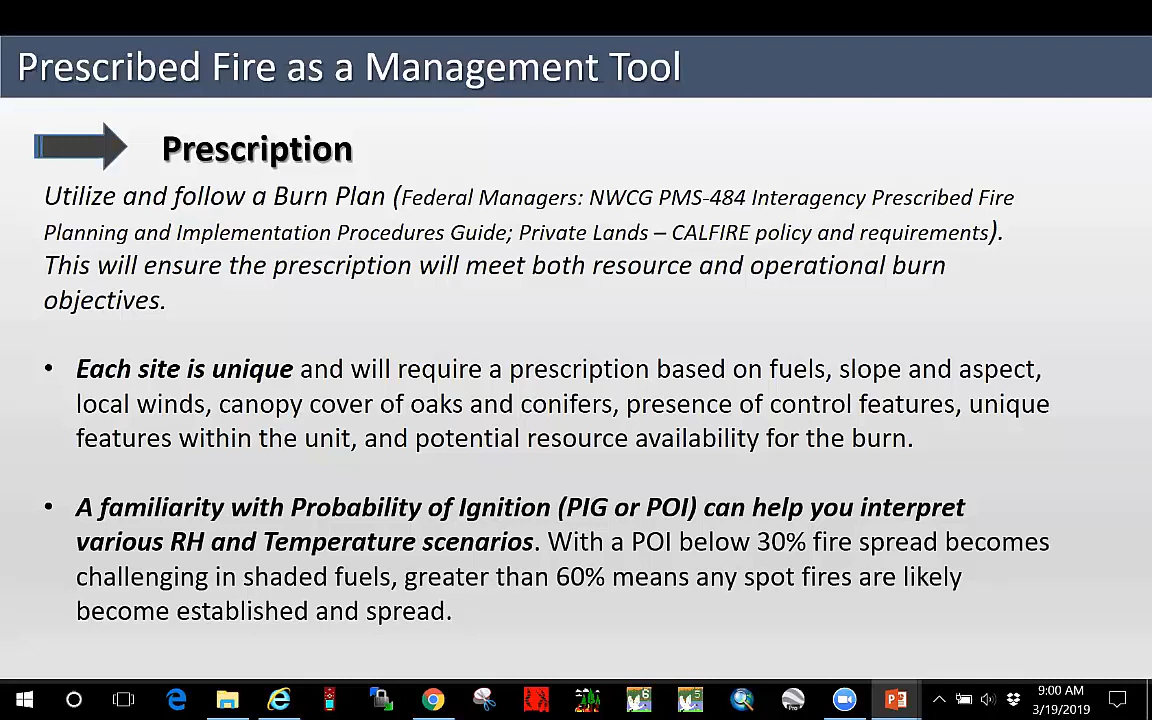 Prescribed Fire as a Management Tool
Prescription
Utilize and follow a Burn Plan (Federal Managers: NWCG PMS-484 Interagency Prescribed Fire
Planning and Implementation Procedures Guide; Private Lands – CALFIRE policy and requirements).
This will ensure the prescription will meet both resource and operational burn
objectives.
• Each site is unique and will require a prescription based on fuels, slope and aspect,
local winds, canopy cover of oaks and conifers, presence of control features, unique
features within the unit, and potential resource availability for the burn.
• A familiarity with Probability of Ignition (PIG or POI) can help you interpret
various RH and Temperature scenarios. With a POI below 30% fire spread becomes
challenging in shaded fuels, greater than 60% means any spot fires are likely
become established and spread.
6
5
Pro
9:00 AM
3/19/2019